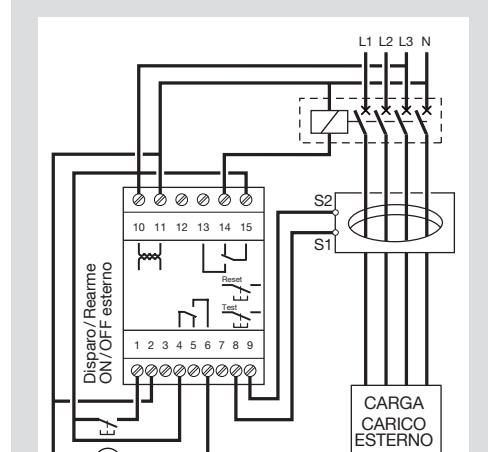 L1 L2 L3 N
S2
S1
10 11 12 13 14 15
Reset
Test
Disparo/Rearme
ON/OFF esterno
1 2 3 4 5 6 7 8 9
CARGA
CARICO
ESTERNO